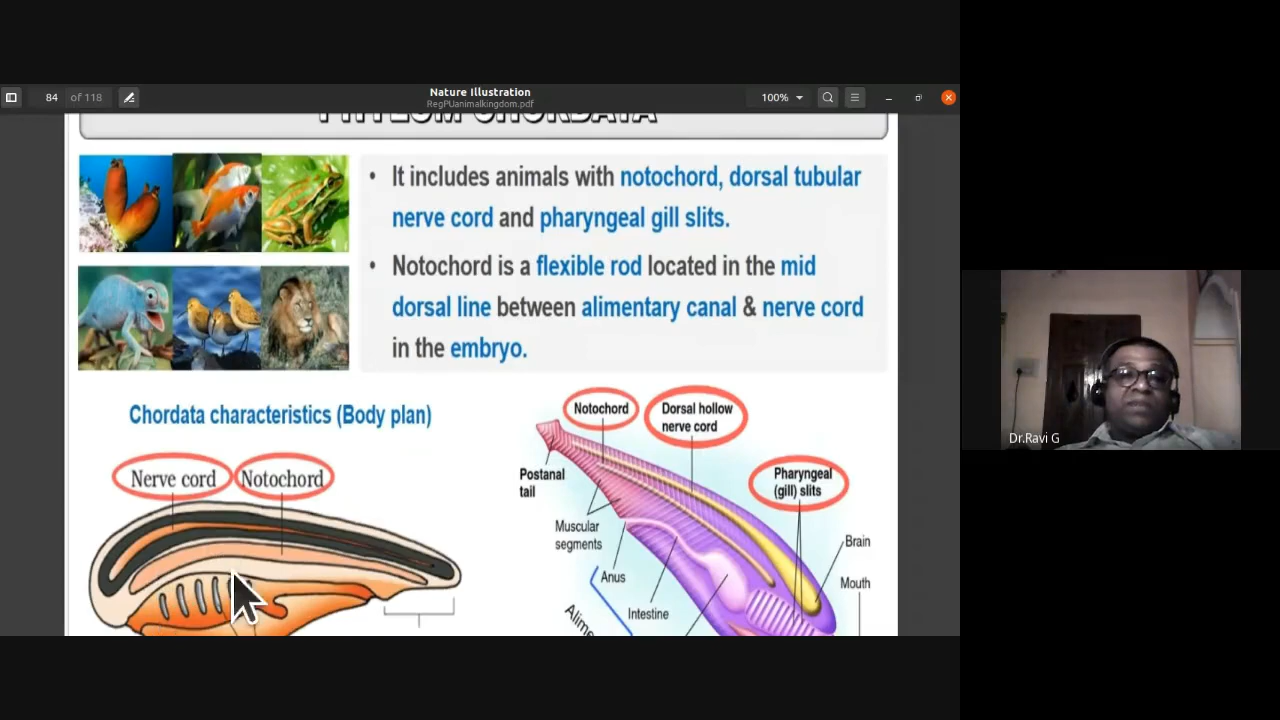 Nature Illustration
84 of 118
RegPUanimalkingdom.pdf
100%
PHYLUM CHORDATA
• It includes animals with notochord, dorsal tubular
nerve cord and pharyngeal gill slits.
• Notochord is a flexible rod located in the mid
dorsal line between alimentary canal & nerve cord
in the embryo.
Chordata characteristics (Body plan)
Nerve cord
Notochord
Notochord
Dorsal hollow
nerve cord
Pharyngeal
(gill) slits
Postanal
tail
Muscular
segments
Anus
Intestine
Brain
Mouth
Alime
Dr.Ravi G